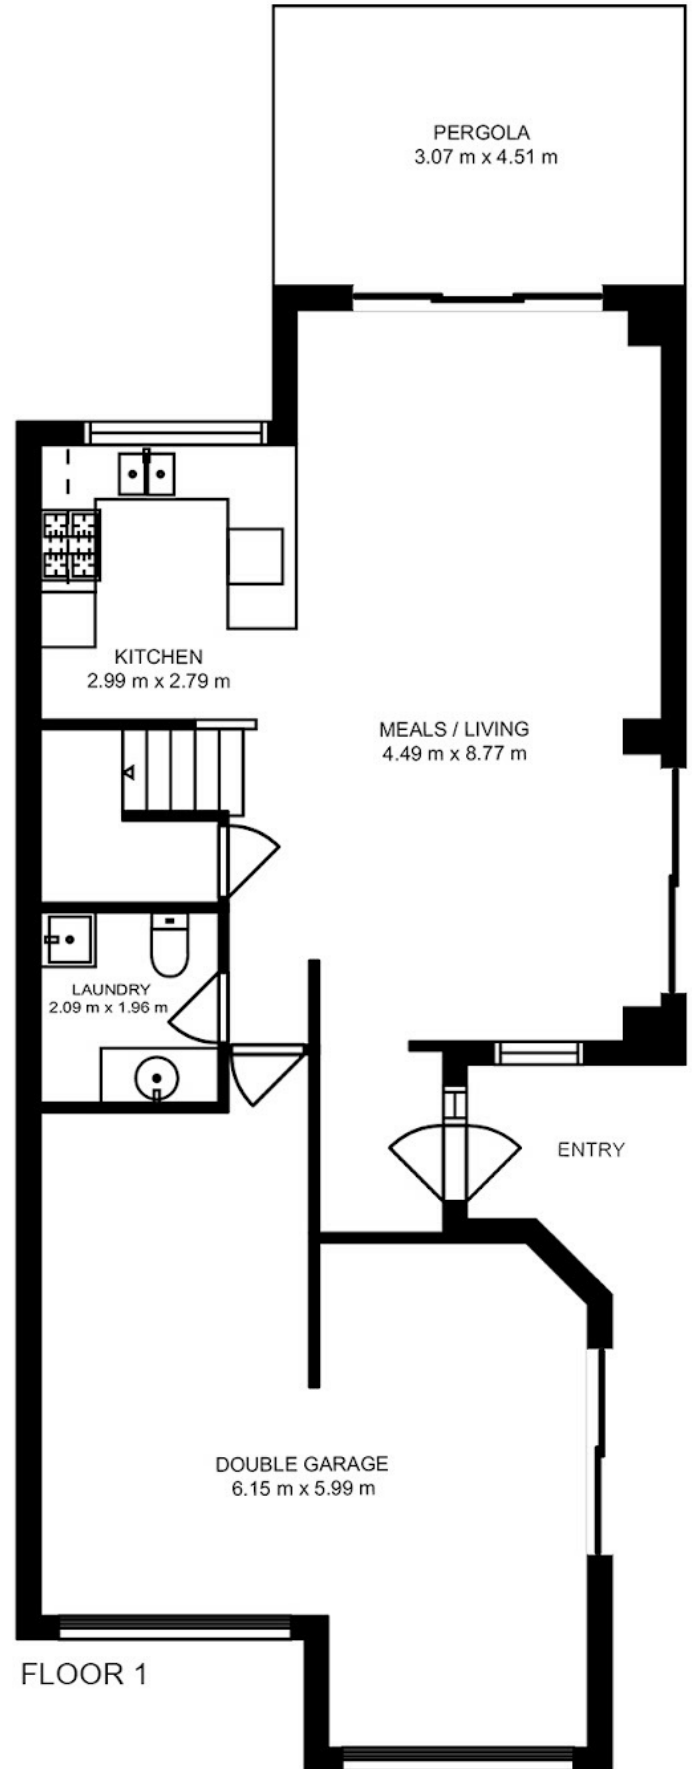 PERGOLA
3.07 m x 4.51 m
KITCHEN
2.99 m x 2.79 m
MEALS / LIVING
4.49 m x 8.77 m
LAUNDRY
2.09 m x 1.96 m
ENTRY
DOUBLE GARAGE
6.15 m x 5.99 m
FLOOR 1